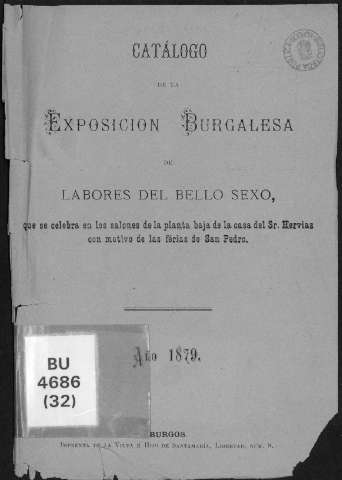 CATÁLOGO
DE LA
EXPOSICION BURGALESA
DE
LABORES DEL BELLO SEXO,
que se celebra en los salones de la planta baja de la casa del Sr. Hervias
con motivo de las férias de San Pedro.
Año 1879.
BU
4686
(32)
BURGOS.
IMPRENTA DE LA VIUDA É HIJO DE SANTAMARÍA, LIBERTAD, NÚM. 8.